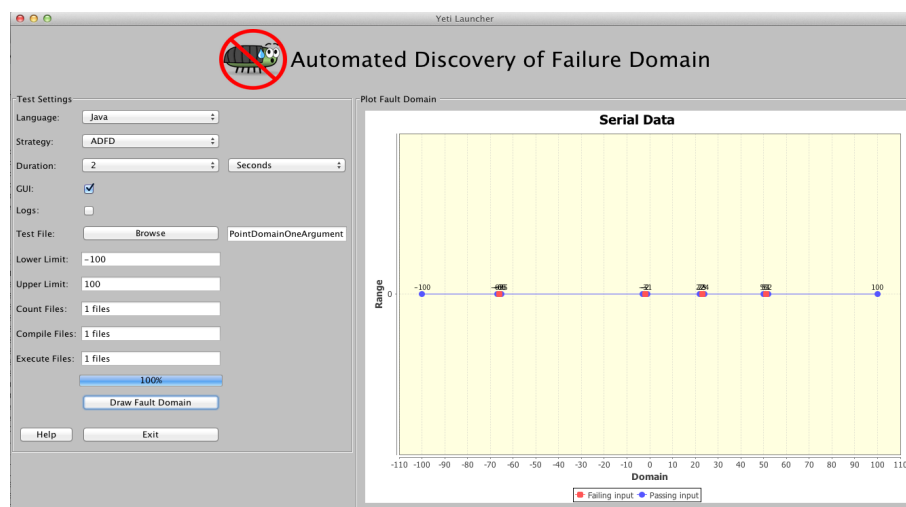 Yeti Launcher
Automated Discovery of Failure Domain
Test Settings
Language: Java
Strategy: ADFD
Duration: 2 Seconds
GUI:
Logs:
Test File: Browse PointDomainOneArgument
Lower Limit: -100
Upper Limit: 100
Count Files: 1 files
Compile Files: 1 files
Execute Files: 1 files
100%
Draw Fault Domain
Help Exit
Plot Fault Domain
Serial Data
Range
0
-100
100
-110 -100 -90 -80 -70 -60 -50 -40 -30 -20 -10 0 10 20 30 40 50 60 70 80 90 100 110
Domain
Failing input Passing input